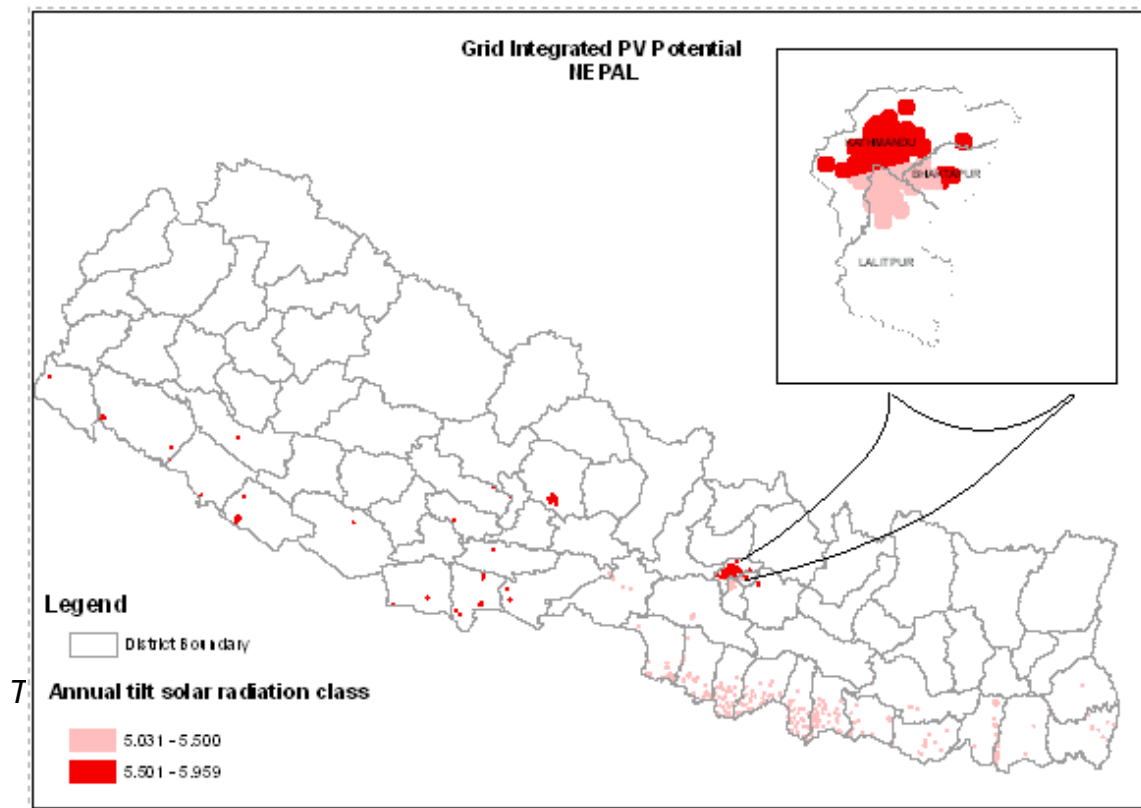 Grid Integrated PV Potential
NEPAL
KATHMANDU
BHAKTAPUR
LALITPUR
Legend
District Boundary
T
Annual tilt solar radiation class
5.031 - 5.500
5.501 - 5.959